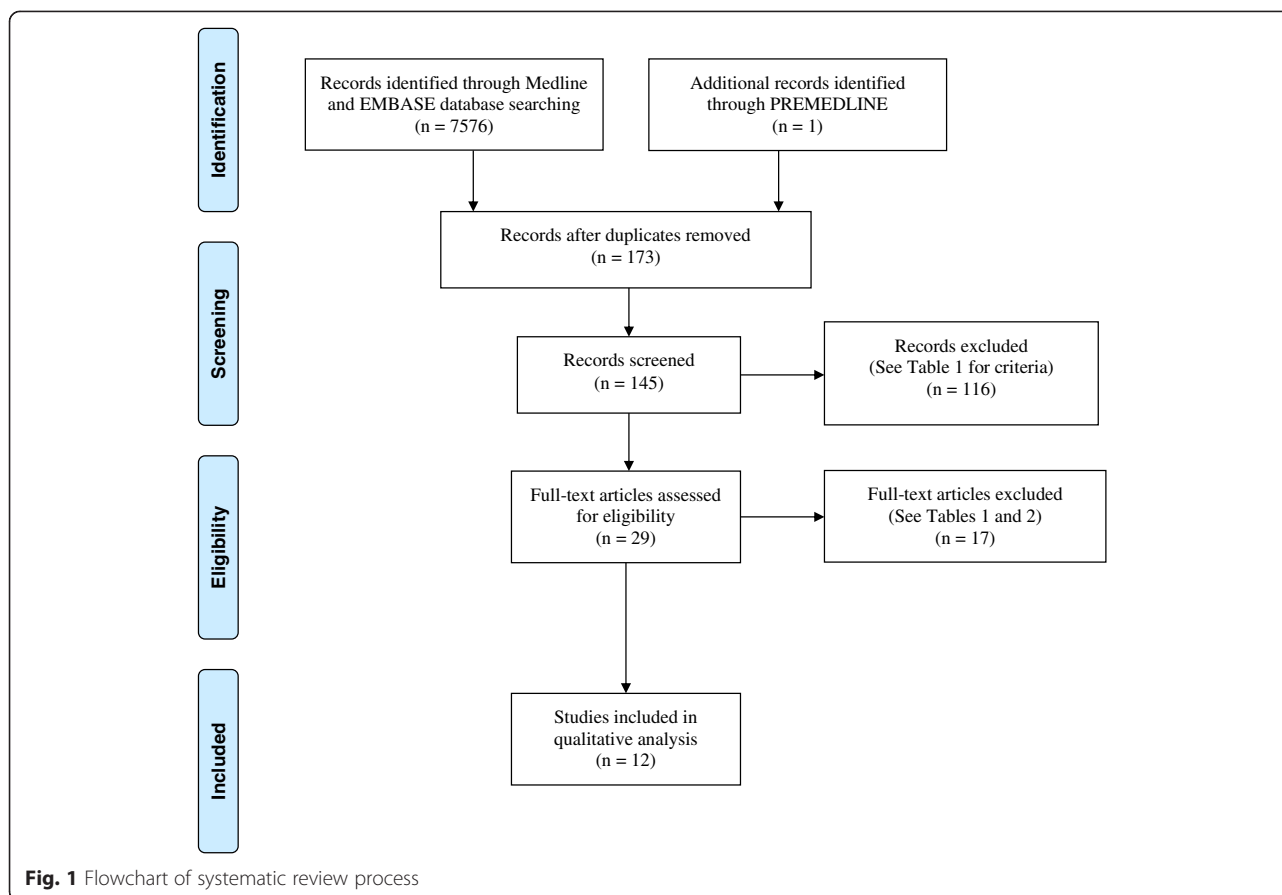 Identification
Records identified through Medline
and EMBASE database searching
(n = 7576)
Additional records identified
through PREMEDLINE
(n = 1)
Records after duplicates removed
(n = 173)
Screening
Records screened
(n = 145)
Records excluded
(See Table 1 for criteria)
(n = 116)
Eligibility
Full-text articles assessed
for eligibility
(n = 29)
Full-text articles excluded
(See Tables 1 and 2)
(n = 17)
Included
Studies included in
qualitative analysis
(n = 12)
Fig. 1 Flowchart of systematic review process